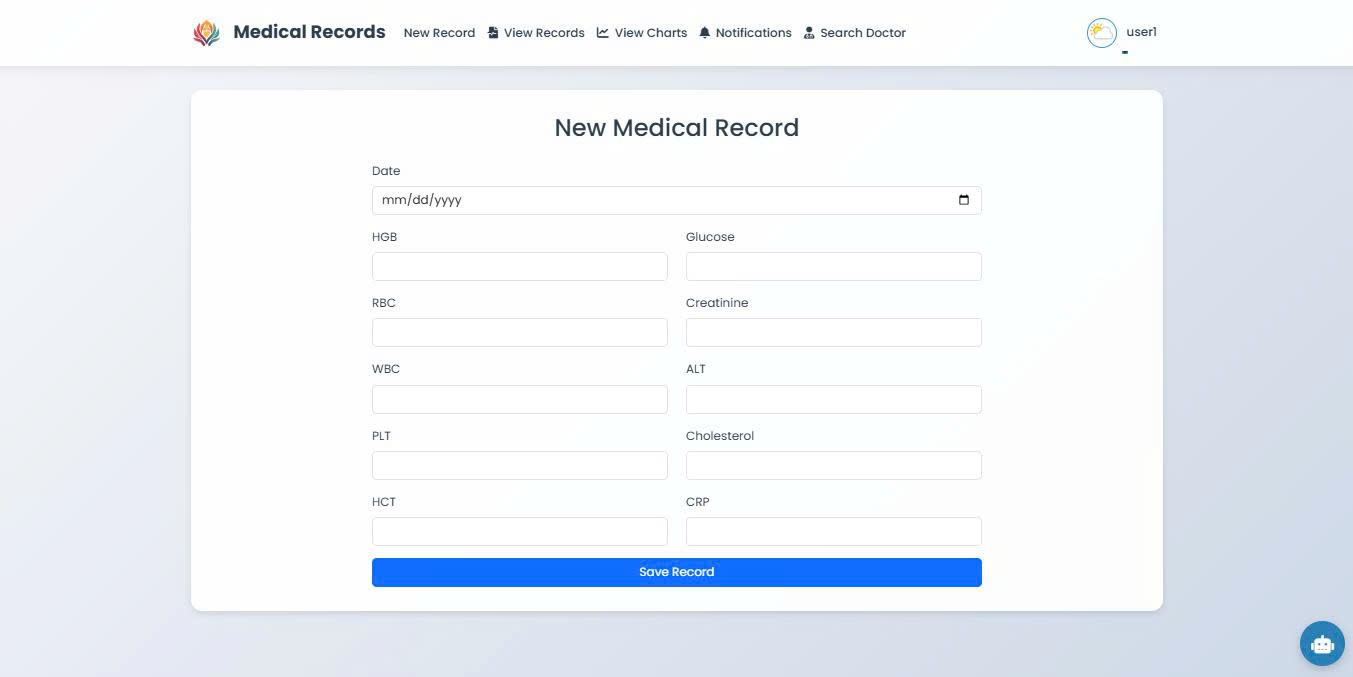 Medical Records New Record View Records View Charts Notifications Search Doctor user1
New Medical Record
Date
mm/dd/yyyy
HGB Glucose
RBC Creatinine
WBC ALT
PLT Cholesterol
HCT CRP
Save Record